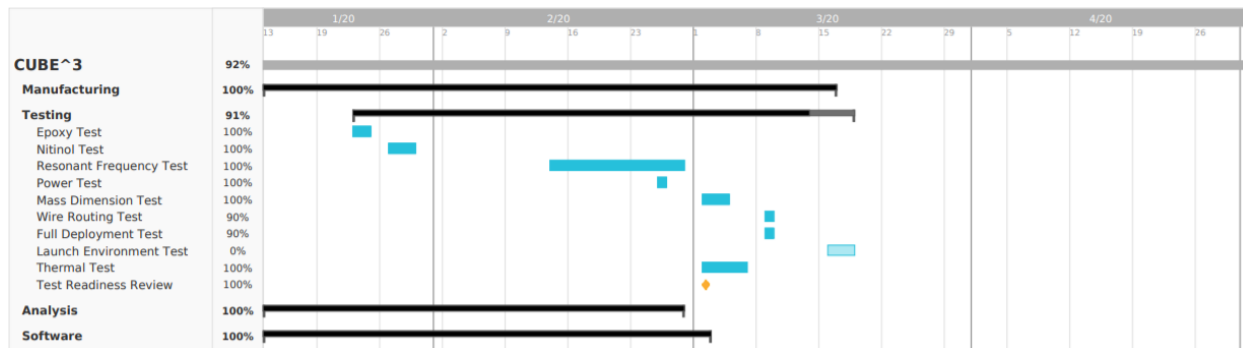 1/20 2/20 3/20 4/20
13 19 26 2 9 16 23 1 8 15 22 29 5 12 19 26
CUBE^3 92%
Manufacturing 100%
Testing 91%
Epoxy Test 100%
Nitinol Test 100%
Resonant Frequency Test 100%
Power Test 100%
Mass Dimension Test 100%
Wire Routing Test 90%
Full Deployment Test 90%
Launch Environment Test 0%
Thermal Test 100%
Test Readiness Review 100%
Analysis 100%
Software 100%